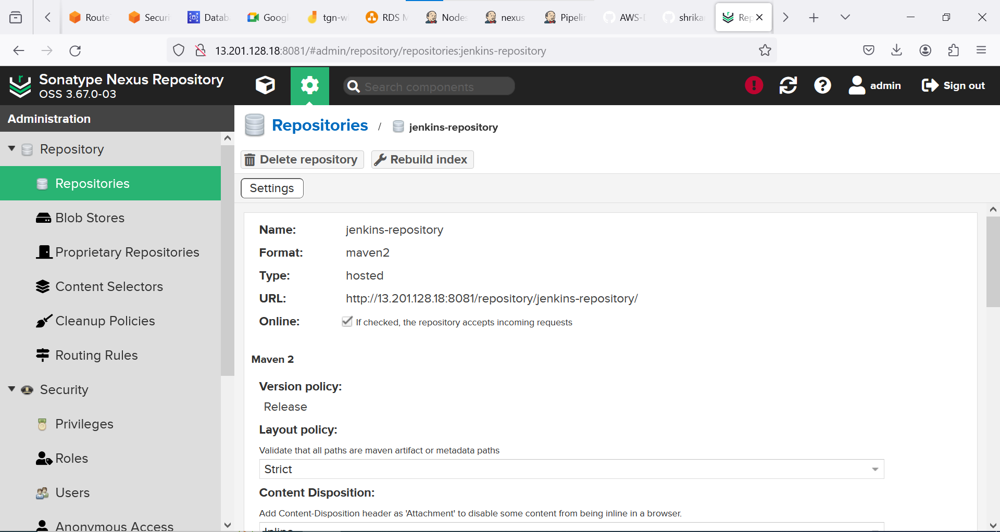 Route
Securi
Datab
Googl
tgn-w
RDS M
Nodes
nexus
Pipelin
AWS-D
shrika
Rep
13.201.128.18:8081/#admin/repository/repositories:jenkins-repository
Sonatype Nexus Repository
OSS 3.67.0-03
Search components
admin
Sign out
Administration
Repository
Repositories
Blob Stores
Proprietary Repositories
Content Selectors
Cleanup Policies
Routing Rules
Security
Privileges
Roles
Users
Anonymous Access
Repositories / jenkins-repository
Delete repository
Rebuild index
Settings
Name: jenkins-repository
Format: maven2
Type: hosted
URL: http://13.201.128.18:8081/repository/jenkins-repository/
Online: If checked, the repository accepts incoming requests
Maven 2
Version policy:
Release
Layout policy:
Validate that all paths are maven artifact or metadata paths
Strict
Content Disposition:
Add Content-Disposition header as 'Attachment' to disable some content from being inline in a browser.
Inline